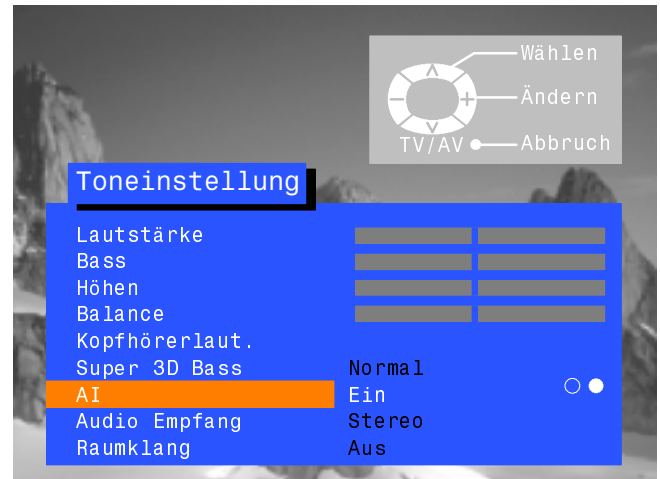 Wählen
Ändern
TV/AV Abbruch
Toneinstellung
Lautstärke
Bass
Höhen
Balance
Kopfhörerlaut.
Super 3D Bass Normal
AI Ein
Audio Empfang Stereo
Raumklang Aus